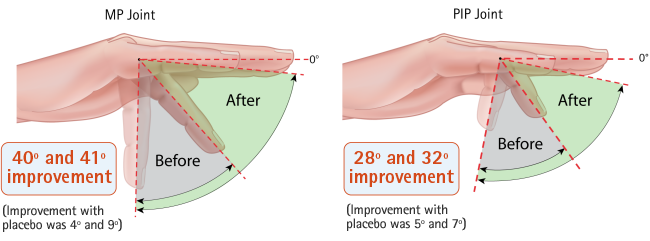 MP Joint
0°
After
Before
40° and 41°
improvement
(Improvement with
placebo was 4° and 9°)
PIP Joint
0°
After
Before
28° and 32°
improvement
(Improvement with
placebo was 5° and 7°)